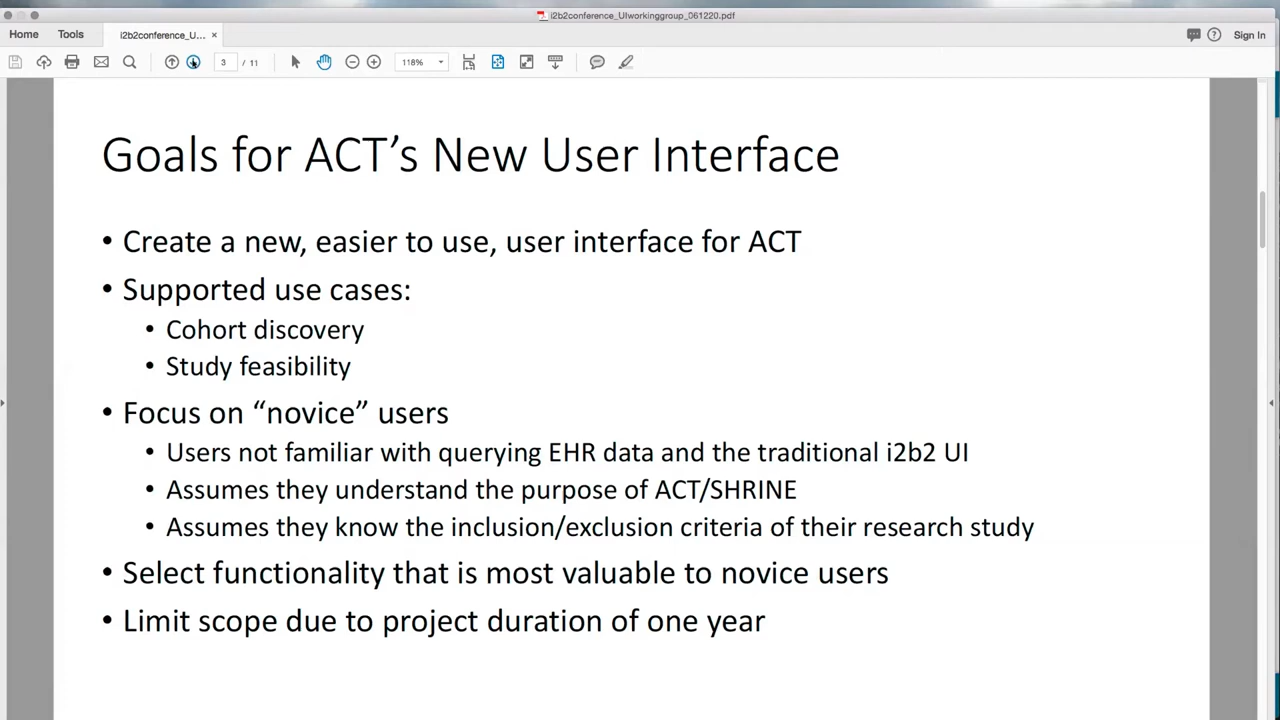 i2b2conference_UIworkinggroup_061220.pdf
Home Tools i2b2conference_U... × Sign In
3 / 11 118%
Goals for ACT’s New User Interface
• Create a new, easier to use, user interface for ACT
• Supported use cases:
• Cohort discovery
• Study feasibility
• Focus on “novice” users
• Users not familiar with querying EHR data and the traditional i2b2 UI
• Assumes they understand the purpose of ACT/SHRINE
• Assumes they know the inclusion/exclusion criteria of their research study
• Select functionality that is most valuable to novice users
• Limit scope due to project duration of one year